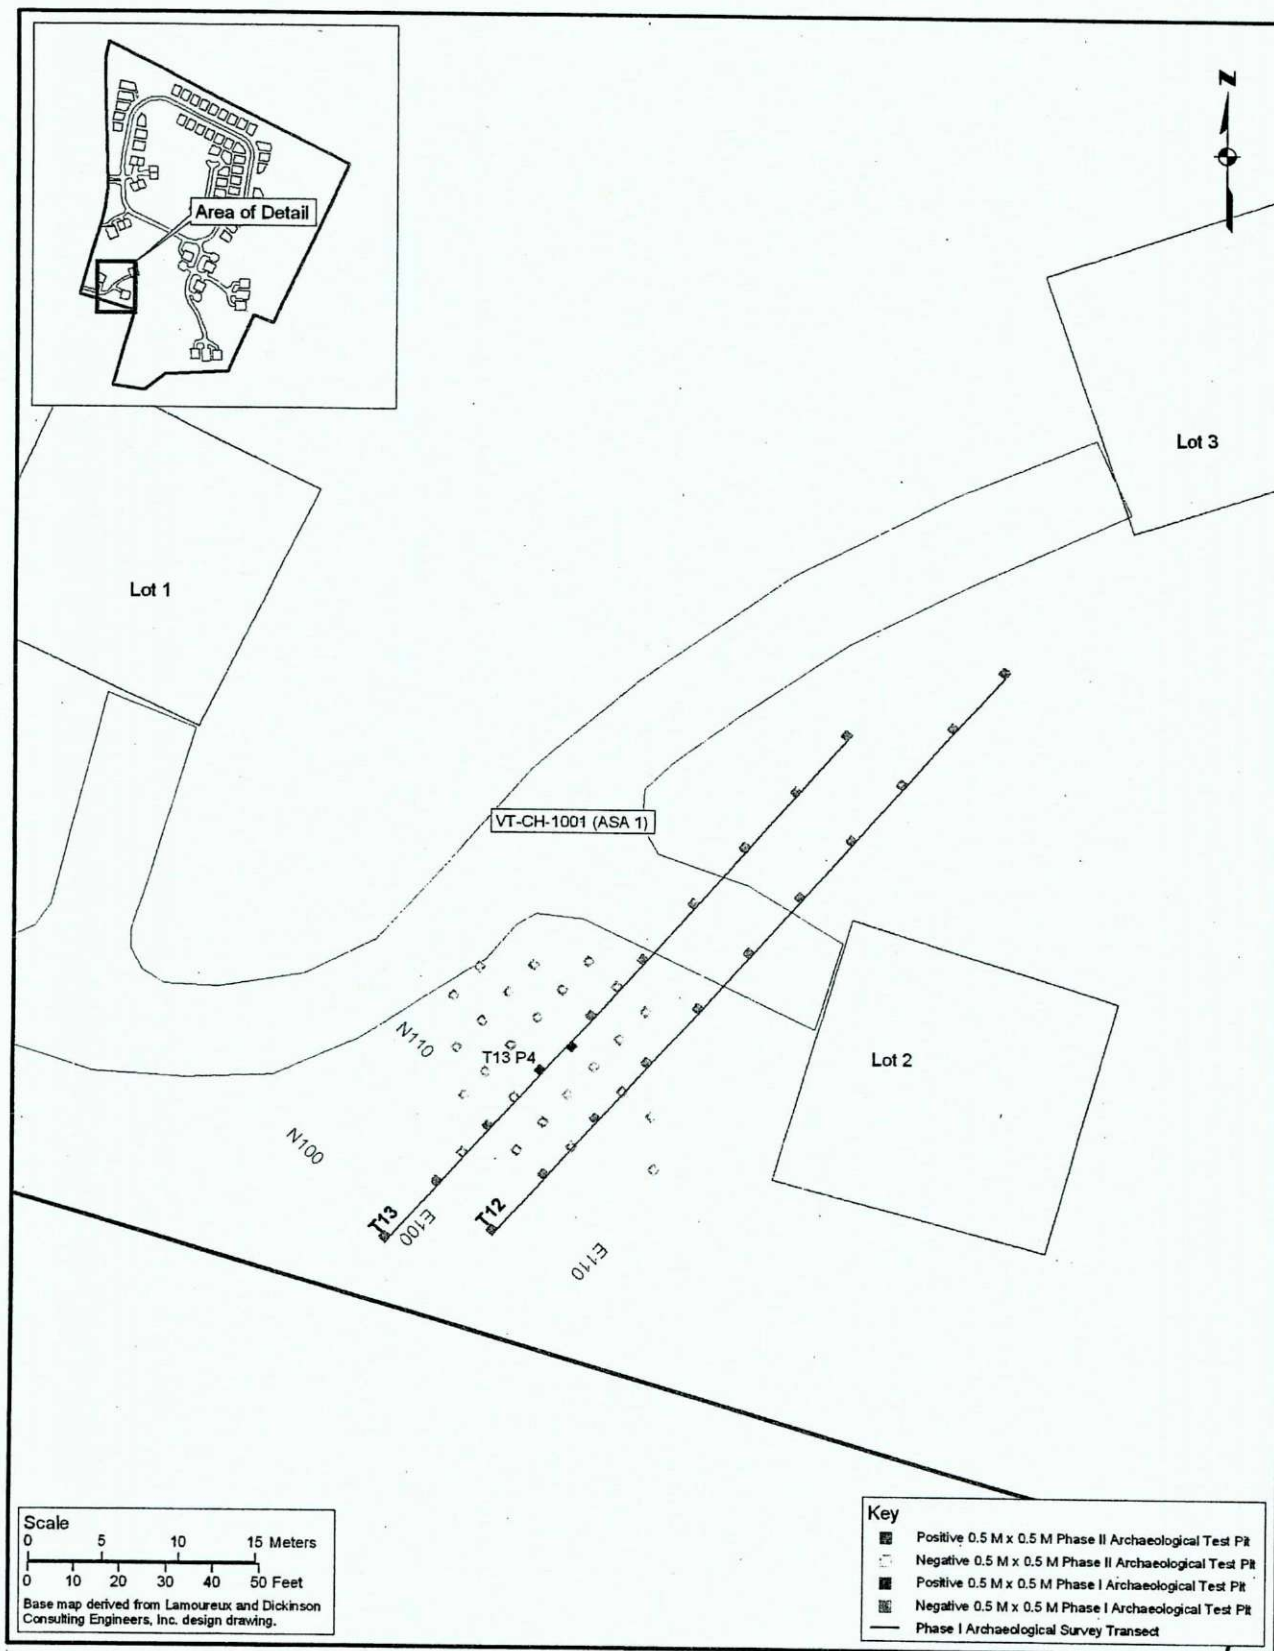 Z
Area of Detail
Lot 3
Lot 1
VT-CH-1001 (ASA 1)
N110
T13 P4
Lot 2
N100
T13
E100
T12
E110
Scale
0 5 10 15 Meters
0 10 20 30 40 50 Feet
Base map derived from Lamoureux and Dickinson
Consulting Engineers, Inc. design drawing.
Key
Positive 0.5 M x 0.5 M Phase II Archaeological Test Pit
Negative 0.5 M x 0.5 M Phase II Archaeological Test Pit
Positive 0.5 M x 0.5 M Phase I Archaeological Test Pit
Negative 0.5 M x 0.5 M Phase I Archaeological Test Pit
Phase I Archaeological Survey Transect